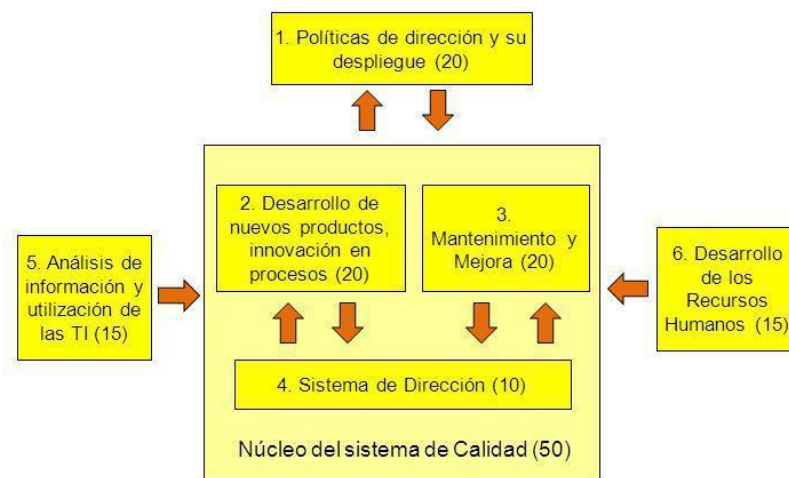 1. Políticas de dirección y su
despliegue (20)
2. Desarrollo de
nuevos productos,
innovación en
procesos (20)
3.
Mantenimiento y
Mejora (20)
5. Análisis de
información y
utilización de
las TI (15)
6. Desarrollo
de los
Recursos
Humanos (15)
4. Sistema de Dirección (10)
Núcleo del sistema de Calidad (50)